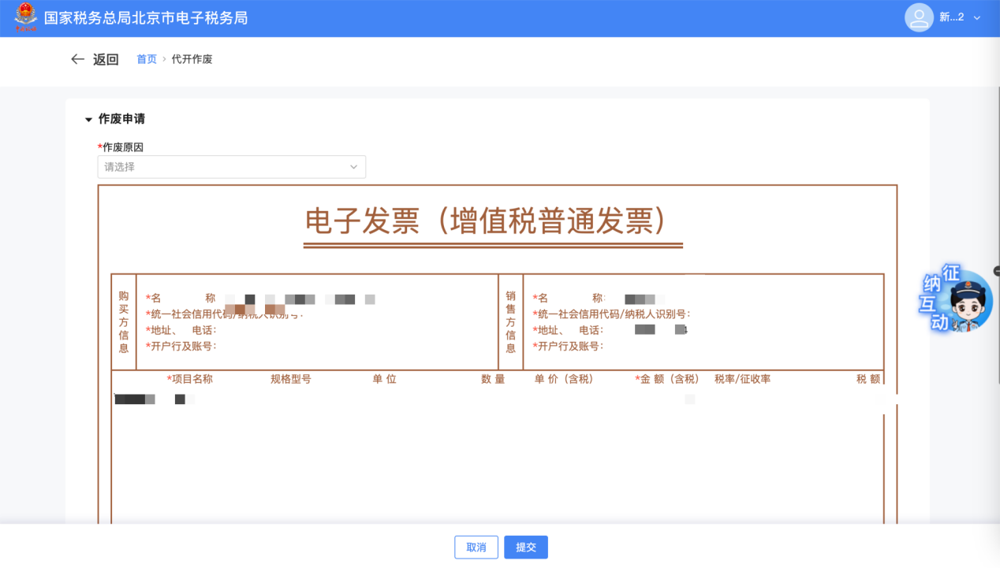 国家税务总局北京市电子税务局
新...2
返回 首页 > 代开作废
作废申请
*作废原因
请选择
电子发票（增值税普通发票）
购买方信息
*名 称
*统一社会信用代码/纳税人识别号：
*地址、 电话：
*开户行及账号：
销售方信息
*名 称：
*统一社会信用代码/纳税人识别号：
*地址、 电话：
*开户行及账号：
*项目名称 规格型号 单 位 数 量 单 价（含税） *金 额（含税） 税率/征收率 税 额
征纳互动
取消 提交